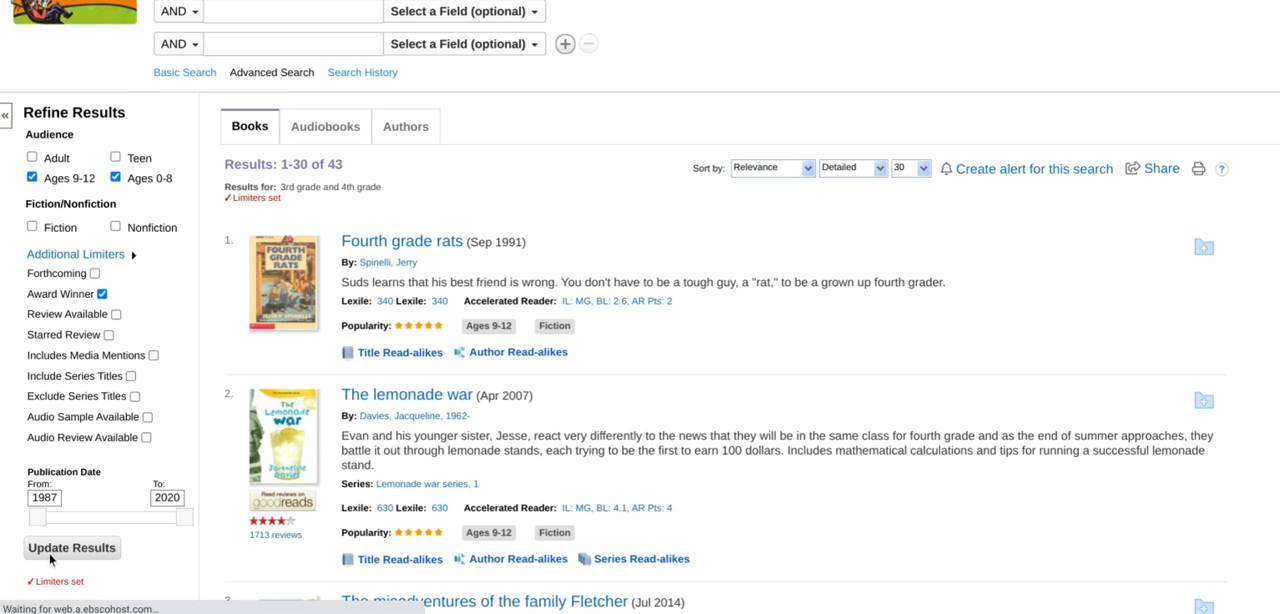 AND Select a Field (optional)
AND Select a Field (optional)
Basic Search Advanced Search Search History
«
Refine Results
Audience
Adult Teen
Ages 9-12 Ages 0-8
Fiction/Nonfiction
Fiction Nonfiction
Additional Limiters
Forthcoming
Award Winner
Review Available
Starred Review
Includes Media Mentions
Include Series Titles
Exclude Series Titles
Audio Sample Available
Audio Review Available
Publication Date
From: To:
1987 2020
Update Results
✓Limiters set
Waiting for web.a.ebscohost.com...
Books Audiobooks Authors
Results: 1-30 of 43
Sort by: Relevance Detailed 30 Create alert for this search Share ?
Results for: 3rd grade and 4th grade
✓Limiters set
1. Fourth grade rats (Sep 1991)
FOURTH
GRADE
RATS
By: Spinelli, Jerry
Suds learns that his best friend is wrong. You don't have to be a tough guy, a "rat," to be a grown up fourth grader.
Lexile: 340 Lexile: 340 Accelerated Reader: IL: MG, BL: 2.6, AR Pts: 2
Popularity: ★★★★★ Ages 9-12 Fiction
Title Read-alikes Author Read-alikes
2. The lemonade war (Apr 2007)
The
Lemonade
war
Jacqueline
Davies
By: Davies, Jacqueline, 1962-
Evan and his younger sister, Jesse, react very differently to the news that they will be in the same class for fourth grade and as the end of summer approaches, they
battle it out through lemonade stands, each trying to be the first to earn 100 dollars. Includes mathematical calculations and tips for running a successful lemonade
stand.
Series: Lemonade war series, 1
Read reviews on
goodreads
1713 reviews
Lexile: 630 Lexile: 630 Accelerated Reader: IL: MG, BL: 4.1, AR Pts: 4
Popularity: ★★★★★ Ages 9-12 Fiction
Title Read-alikes Author Read-alikes Series Read-alikes
3. The misadventures of the family Fletcher (Jul 2014)